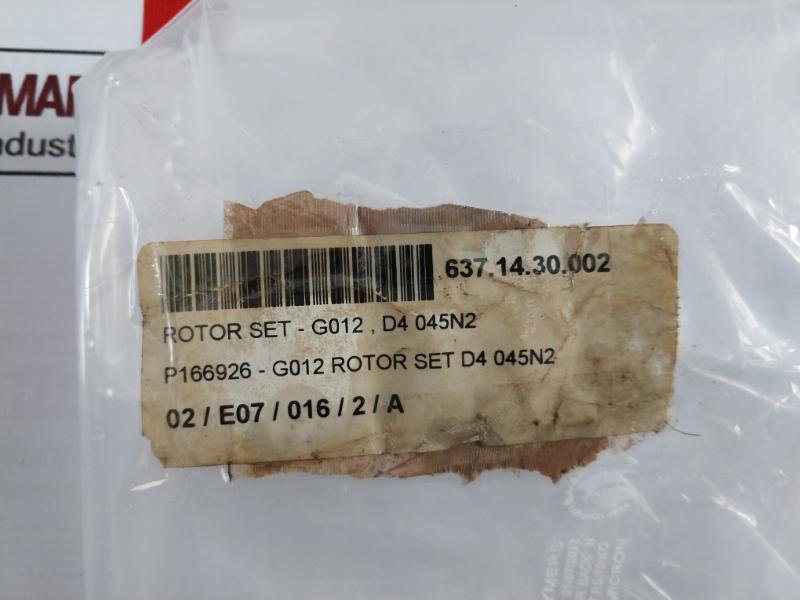 MAR
ndust
637.14.30.002
ROTOR SET - G012 , D4 045N2
P166926 - G012 ROTOR SET D4 045N2
02 / E07 / 016 / 2 / A